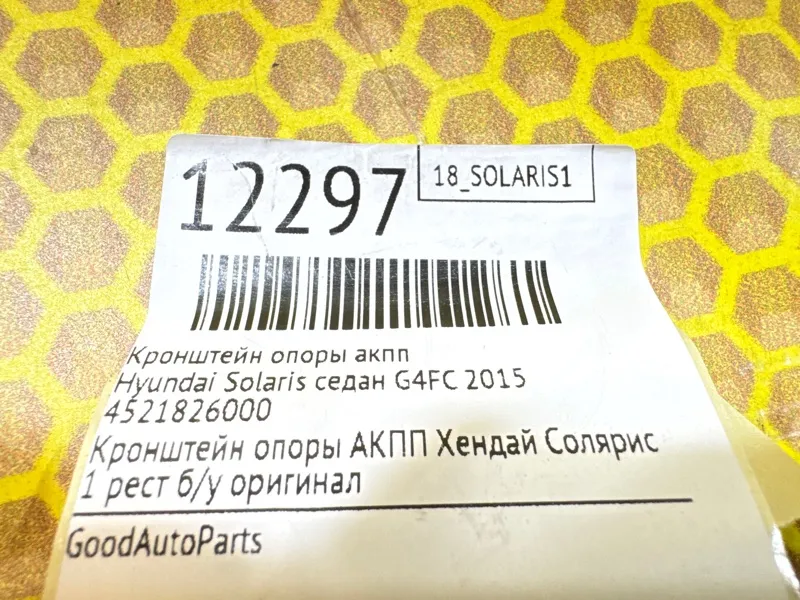 12297
18_SOLARIS1
Кронштейн опоры акпп
Hyundai Solaris седан G4FC 2015
4521826000
Кронштейн опоры АКПП Хендай Солярис
1 рест б/у оригинал
GoodAutoParts